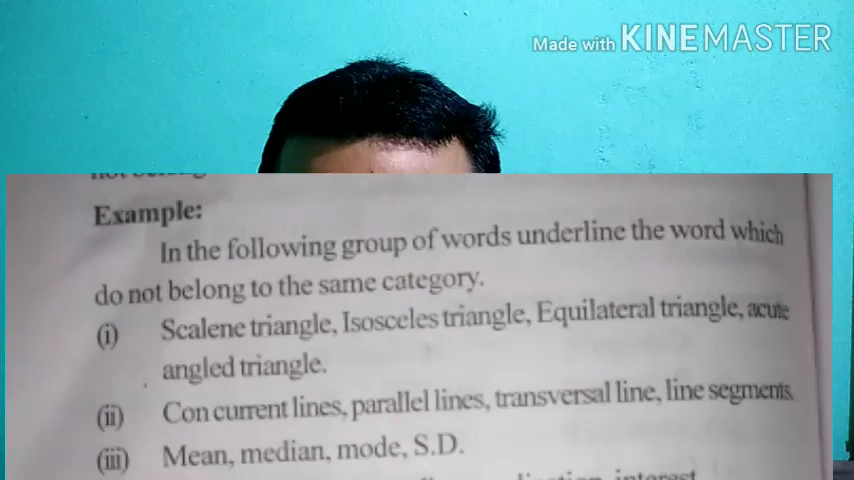 Made with KINEMASTER
Example:
In the following group of words underline the word which
do not belong to the same category.
(i) Scalene triangle, Isosceles triangle, Equilateral triangle, acute
angled triangle.
(ii) Con current lines, parallel lines, transversal line, line segments.
(iii) Mean, median, mode, S.D.
interest